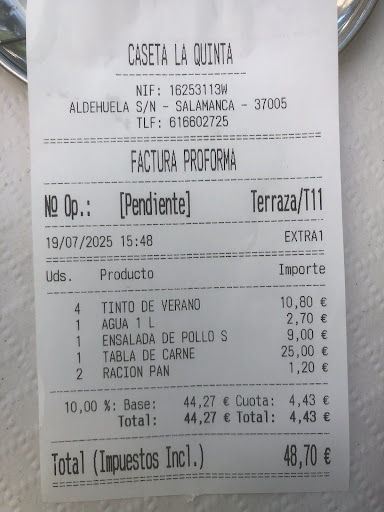 CASETA LA QUINTA
NIF: 16253113W
ALDEHUELA S/N - SALAMANCA - 37005
TLF: 616602725
FACTURA PROFORMA
Nº Op.: [Pendiente] Terraza/T11
19/07/2025 15:48 EXTRA1
Uds. Producto Importe
4 TINTO DE VERANO 10,80 €
1 AGUA 1 L 2,70 €
1 ENSALADA DE POLLO S 9,00 €
1 TABLA DE CARNE 25,00 €
2 RACION PAN 1,20 €
10,00 %: Base: 44,27 € Cuota: 4,43 €
Total: 44,27 € Total: 4,43 €
Total (Impuestos Incl.) 48,70 €